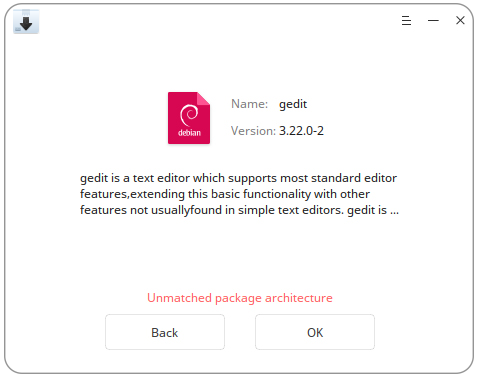 debian
Name: gedit
Version: 3.22.0-2
gedit is a text editor which supports most standard editor
features,extending this basic functionality with other
features not usuallyfound in simple text editors. gedit is ...
Unmatched package architecture
Back
OK